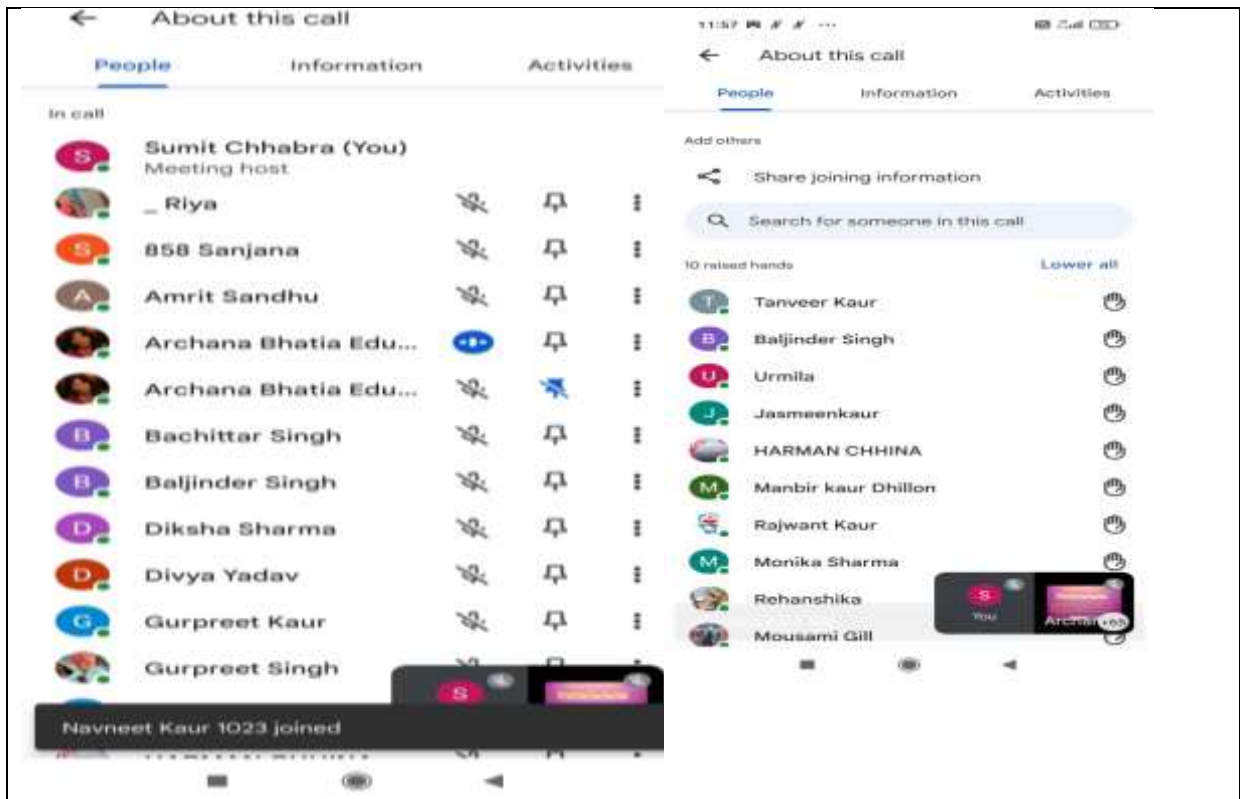 About this call
People Information Activities
In call
S Sumit Chhabra (You)
Meeting host
_ Riya
S 858 Sanjana
A Amrit Sandhu
Archana Bhatia Edu...
Archana Bhatia Edu...
B Bachittar Singh
B Baljinder Singh
D Diksha Sharma
D Divya Yadav
G Gurpreet Kaur
Gurpreet Singh
S
Navneet Kaur 1023 joined
11:57
About this call
People Information Activities
Add others
Share joining information
Search for someone in this call
10 raised hands Lower all
T Tanveer Kaur
B Baljinder Singh
U Urmila
J Jasmeenkaur
HARMAN CHHINA
M Manbir kaur Dhillon
Rajwant Kaur
M Monika Sharma
Rehanshika
S
You Archan +65
Mousami Gill